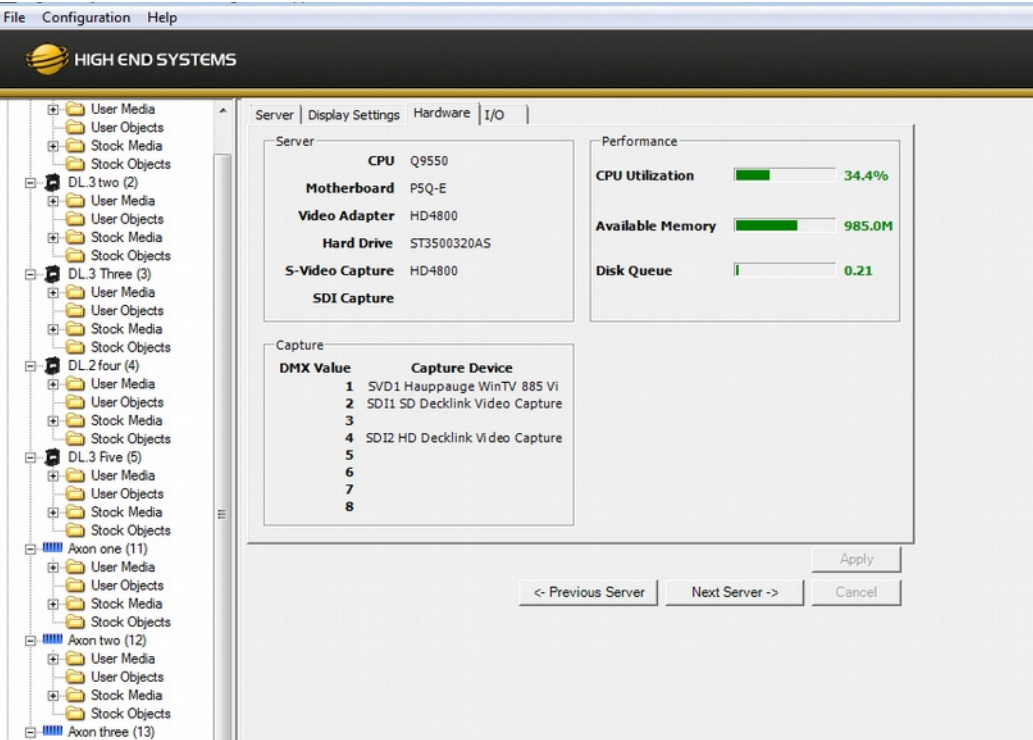 File Configuration Help
HIGH END SYSTEMS
User Media
User Objects
Stock Media
Stock Objects
DL.3 two (2)
User Media
User Objects
Stock Media
Stock Objects
DL.3 Three (3)
User Media
User Objects
Stock Media
Stock Objects
DL.2 four (4)
User Media
User Objects
Stock Media
Stock Objects
DL.3 Five (5)
User Media
User Objects
Stock Media
Stock Objects
Axon one (11)
User Media
User Objects
Stock Media
Stock Objects
Axon two (12)
User Media
User Objects
Stock Media
Stock Objects
Axon three (13)
Server Display Settings Hardware I/O
Server
CPU Q9550
Motherboard P5Q-E
Video Adapter HD4800
Hard Drive ST3500320AS
S-Video Capture HD4800
SDI Capture
Performance
CPU Utilization 34.4%
Available Memory 985.0M
Disk Queue 0.21
Capture
DMX Value Capture Device
1 SVD1 Hauppauge WinTV 885 Vi
2 SDI1 SD Decklink Video Capture
3
4 SDI2 HD Decklink Video Capture
5
6
7
8
Apply
<- Previous Server Next Server -> Cancel